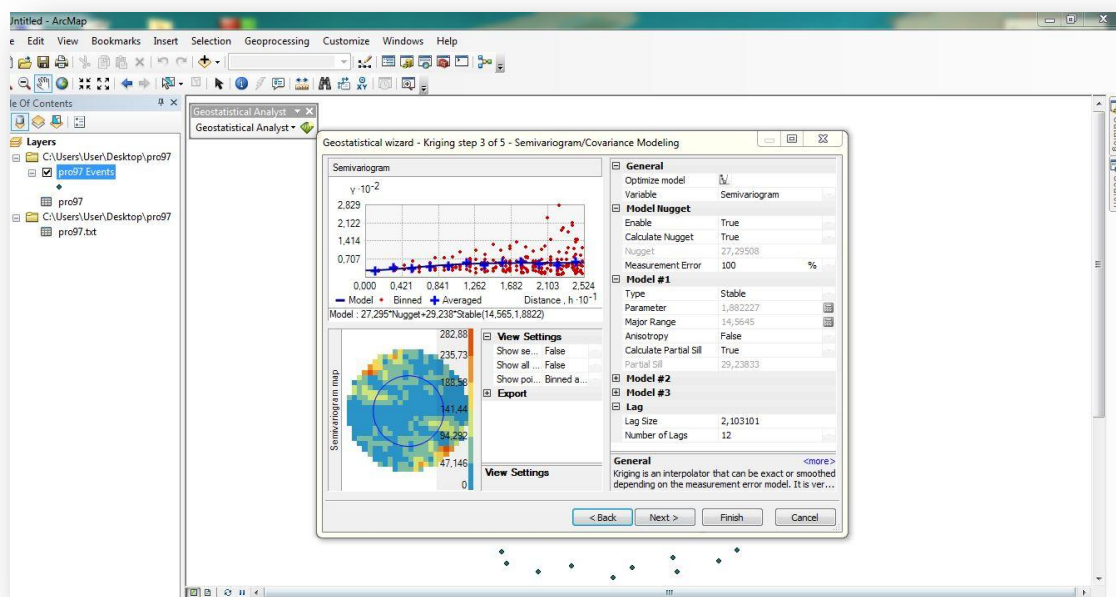 Untitled - ArcMap
Edit View Bookmarks Insert Selection Geoprocessing Customize Windows Help
le Of Contents
Layers
C:\Users\User\Desktop\pro97
pro97 Events
pro97
C:\Users\User\Desktop\pro97
pro97.txt
Geostatistical Analyst
Geostatistical Analyst
Geostatistical wizard - Kriging step 3 of 5 - Semivariogram/Covariance Modeling
Semivariogram
γ·10⁻²
2,829
2,122
1,414
0,707
0,000 0,421 0,841 1,262 1,682 2,103 2,524
Model Binned Averaged Distance, h·10⁻¹
Model : 27,295*Nugget+29,238*Stable(14,565,1,8822)
Semivariogram map
282,88
235,73
188,58
141,44
94,292
47,146
0
View Settings
Show se... False
Show all ... False
Show poi... Binned a...
Export
View Settings
General
Optimize model
Variable Semivariogram
Model Nugget
Enable True
Calculate Nugget True
Nugget 27,29508
Measurement Error 100 %
Model #1
Type Stable
Parameter 1,882227
Major Range 14,5645
Anisotropy False
Calculate Partial Sill True
Partial Sill 29,23833
Model #2
Model #3
Lag
Lag Size 2,103101
Number of Lags 12
General <more>
Kriging is an interpolator that can be exact or smoothed
depending on the measurement error model. It is ver...
< Back Next > Finish Cancel